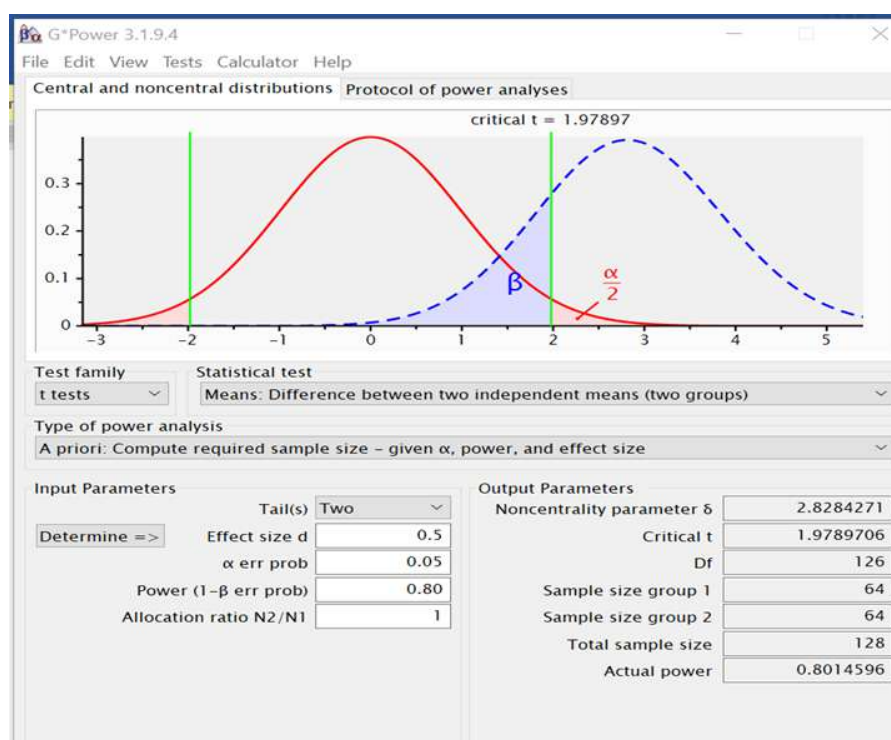 G*Power 3.1.9.4
File Edit View Tests Calculator Help
Central and noncentral distributions Protocol of power analyses
critical t = 1.97897
0.3
0.2
0.1
0
β
α
2
-3 -2 -1 0 1 2 3 4 5
Test family Statistical test
t tests Means: Difference between two independent means (two groups)
Type of power analysis
A priori: Compute required sample size – given α, power, and effect size
Input Parameters Output Parameters
Tail(s) Two Noncentrality parameter δ 2.8284271
Determine => Effect size d 0.5 Critical t 1.9789706
α err prob 0.05 Df 126
Power (1-β err prob) 0.80 Sample size group 1 64
Allocation ratio N2/N1 1 Sample size group 2 64
Total sample size 128
Actual power 0.8014596